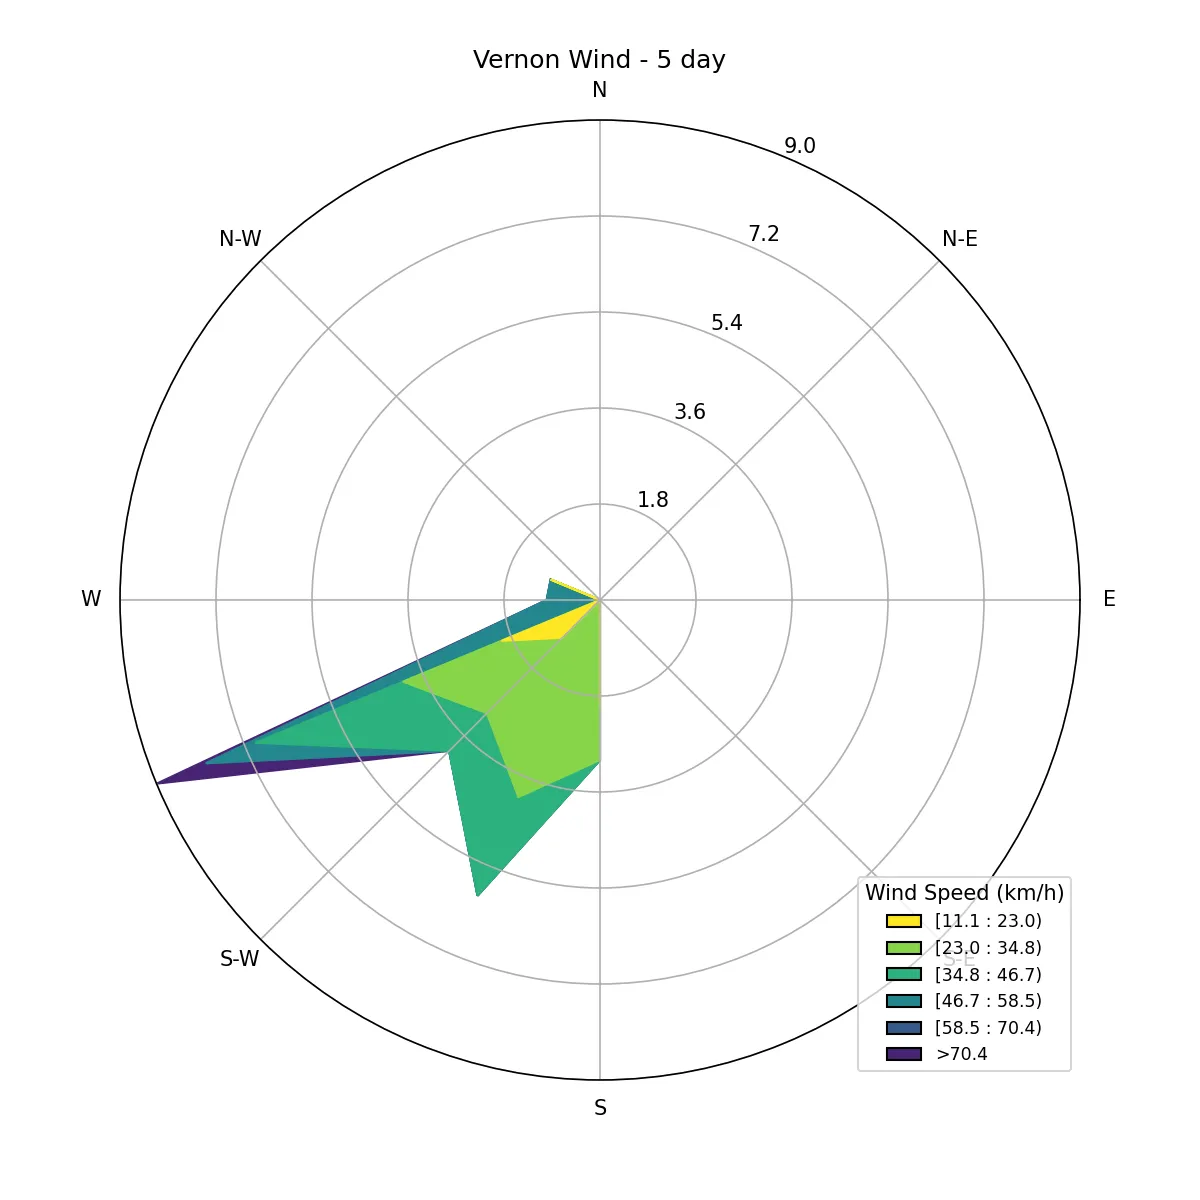 Vernon Wind - 5 day
N
9.0
N-W
7.2
N-E
5.4
3.6
1.8
W
E
S-W
S-E
Wind Speed (km/h)
[11.1 : 23.0)
[23.0 : 34.8)
[34.8 : 46.7)
[46.7 : 58.5)
[58.5 : 70.4)
>70.4
S